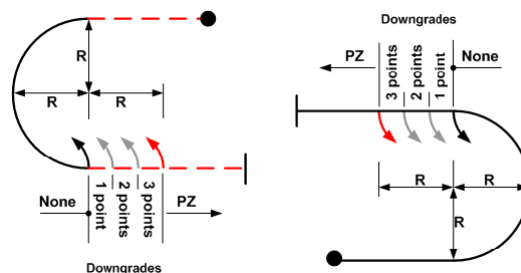 R
R
R
None
1 point
2 points
3 points
PZ
Downgrades
Downgrades
PZ
3 points
2 points
1 point
None
R
R
R